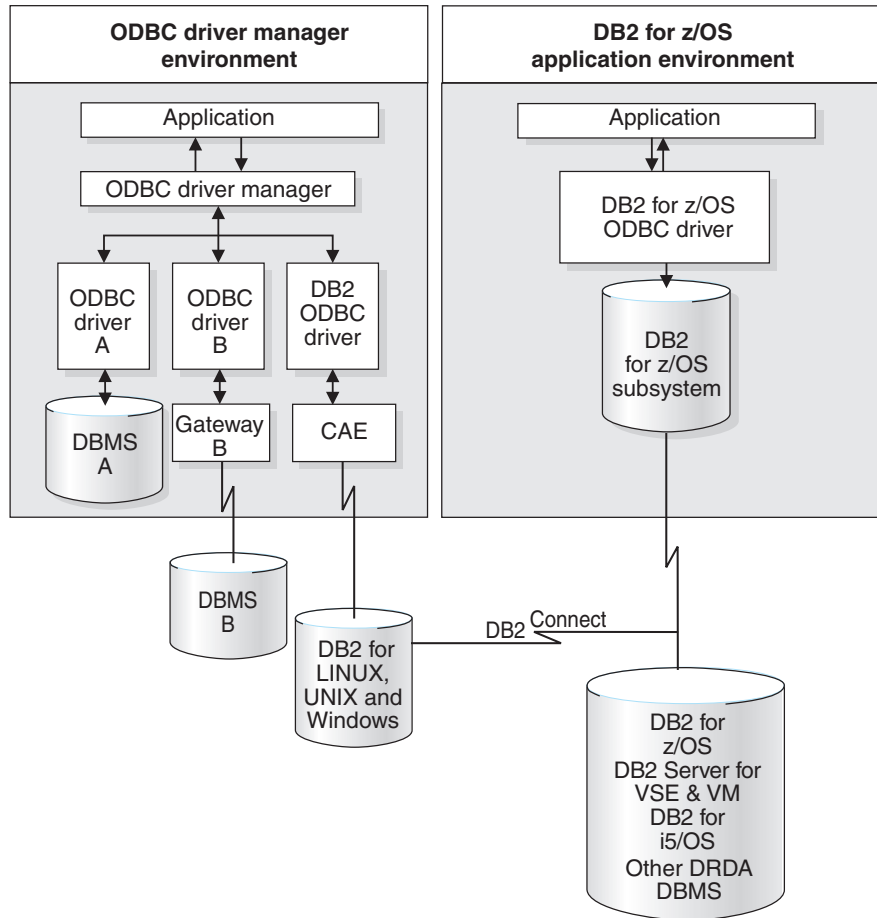 ODBC driver manager
environment
Application
ODBC driver manager
ODBC
driver
A
ODBC
driver
B
DB2
ODBC
driver
DBMS
A
Gateway
B
CAE
DBMS
B
DB2 for
LINUX,
UNIX and
Windows
DB2 for z/OS
application environment
Application
DB2 for z/OS
ODBC driver
DB2
for z/OS
subsystem
DB2 Connect
DB2 for
z/OS
DB2 Server for
VSE & VM
DB2 for
i5/OS
Other DRDA
DBMS